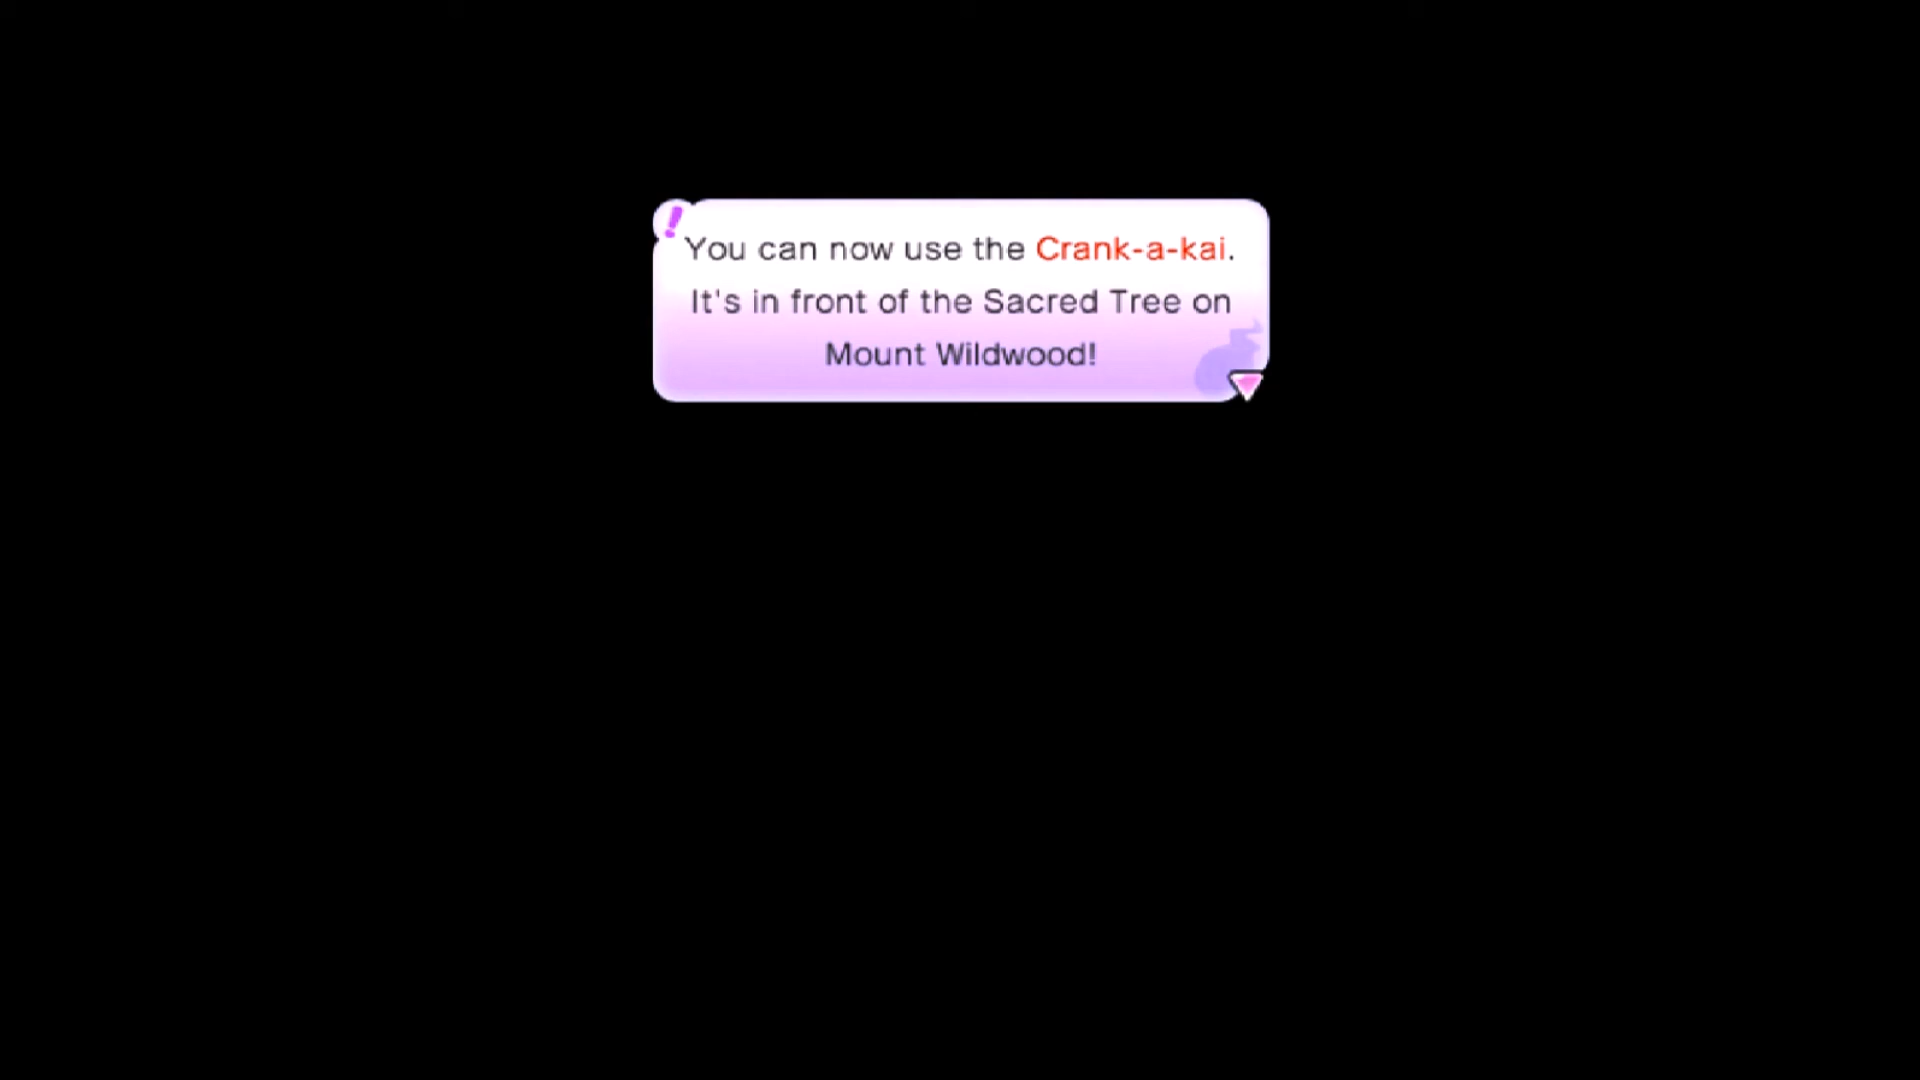 You can now use the Crank-a-kai.
It's in front of the Sacred Tree on
Mount Wildwood!